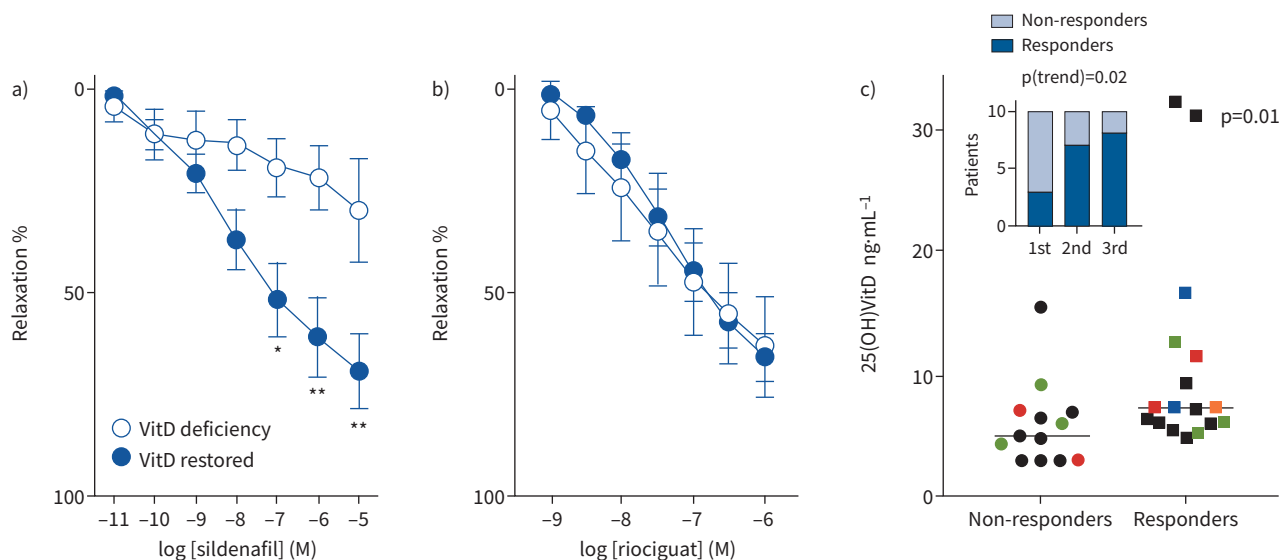 a)
0
50
100
Relaxation %
*
**
**
VitD deficiency
VitD restored
–11 –10 –9 –8 –7 –6 –5
log [sildenafil] (M)
b)
0
50
100
Relaxation %
–9 –8 –7 –6
log [riociguat] (M)
c)
Non-responders
Responders
p(trend)=0.02
10
5
0
Patients
1st 2nd 3rd
p=0.01
30
20
10
0
25(OH)VitD ng·mL⁻¹
Non-responders Responders